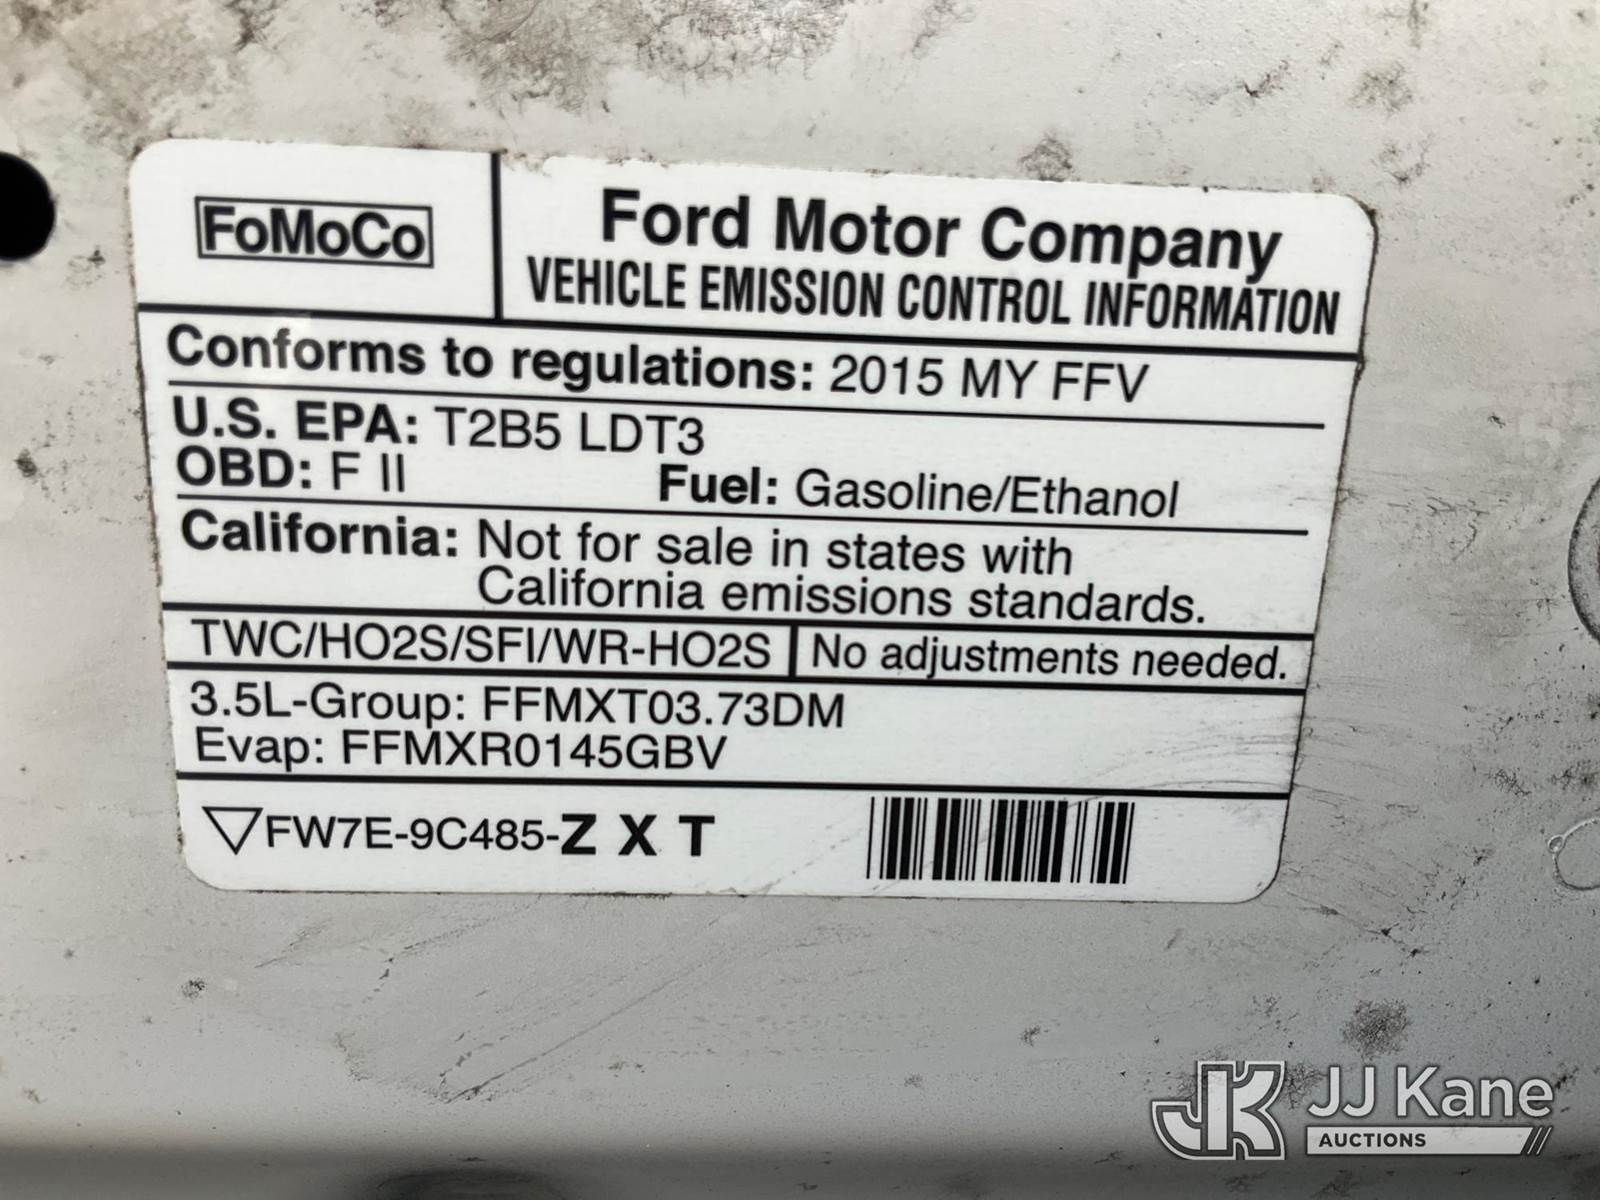 FoMoCo
Ford Motor Company
VEHICLE EMISSION CONTROL INFORMATION
Conforms to regulations: 2015 MY FFV
U.S. EPA: T2B5 LDT3
OBD: F II Fuel: Gasoline/Ethanol
California: Not for sale in states with
California emissions standards.
TWC/HO2S/SFI/WR-HO2S No adjustments needed.
3.5L-Group: FFMXT03.73DM
Evap: FFMXR0145GBV
FW7E-9C485-Z X T
JK JJ Kane
AUCTIONS